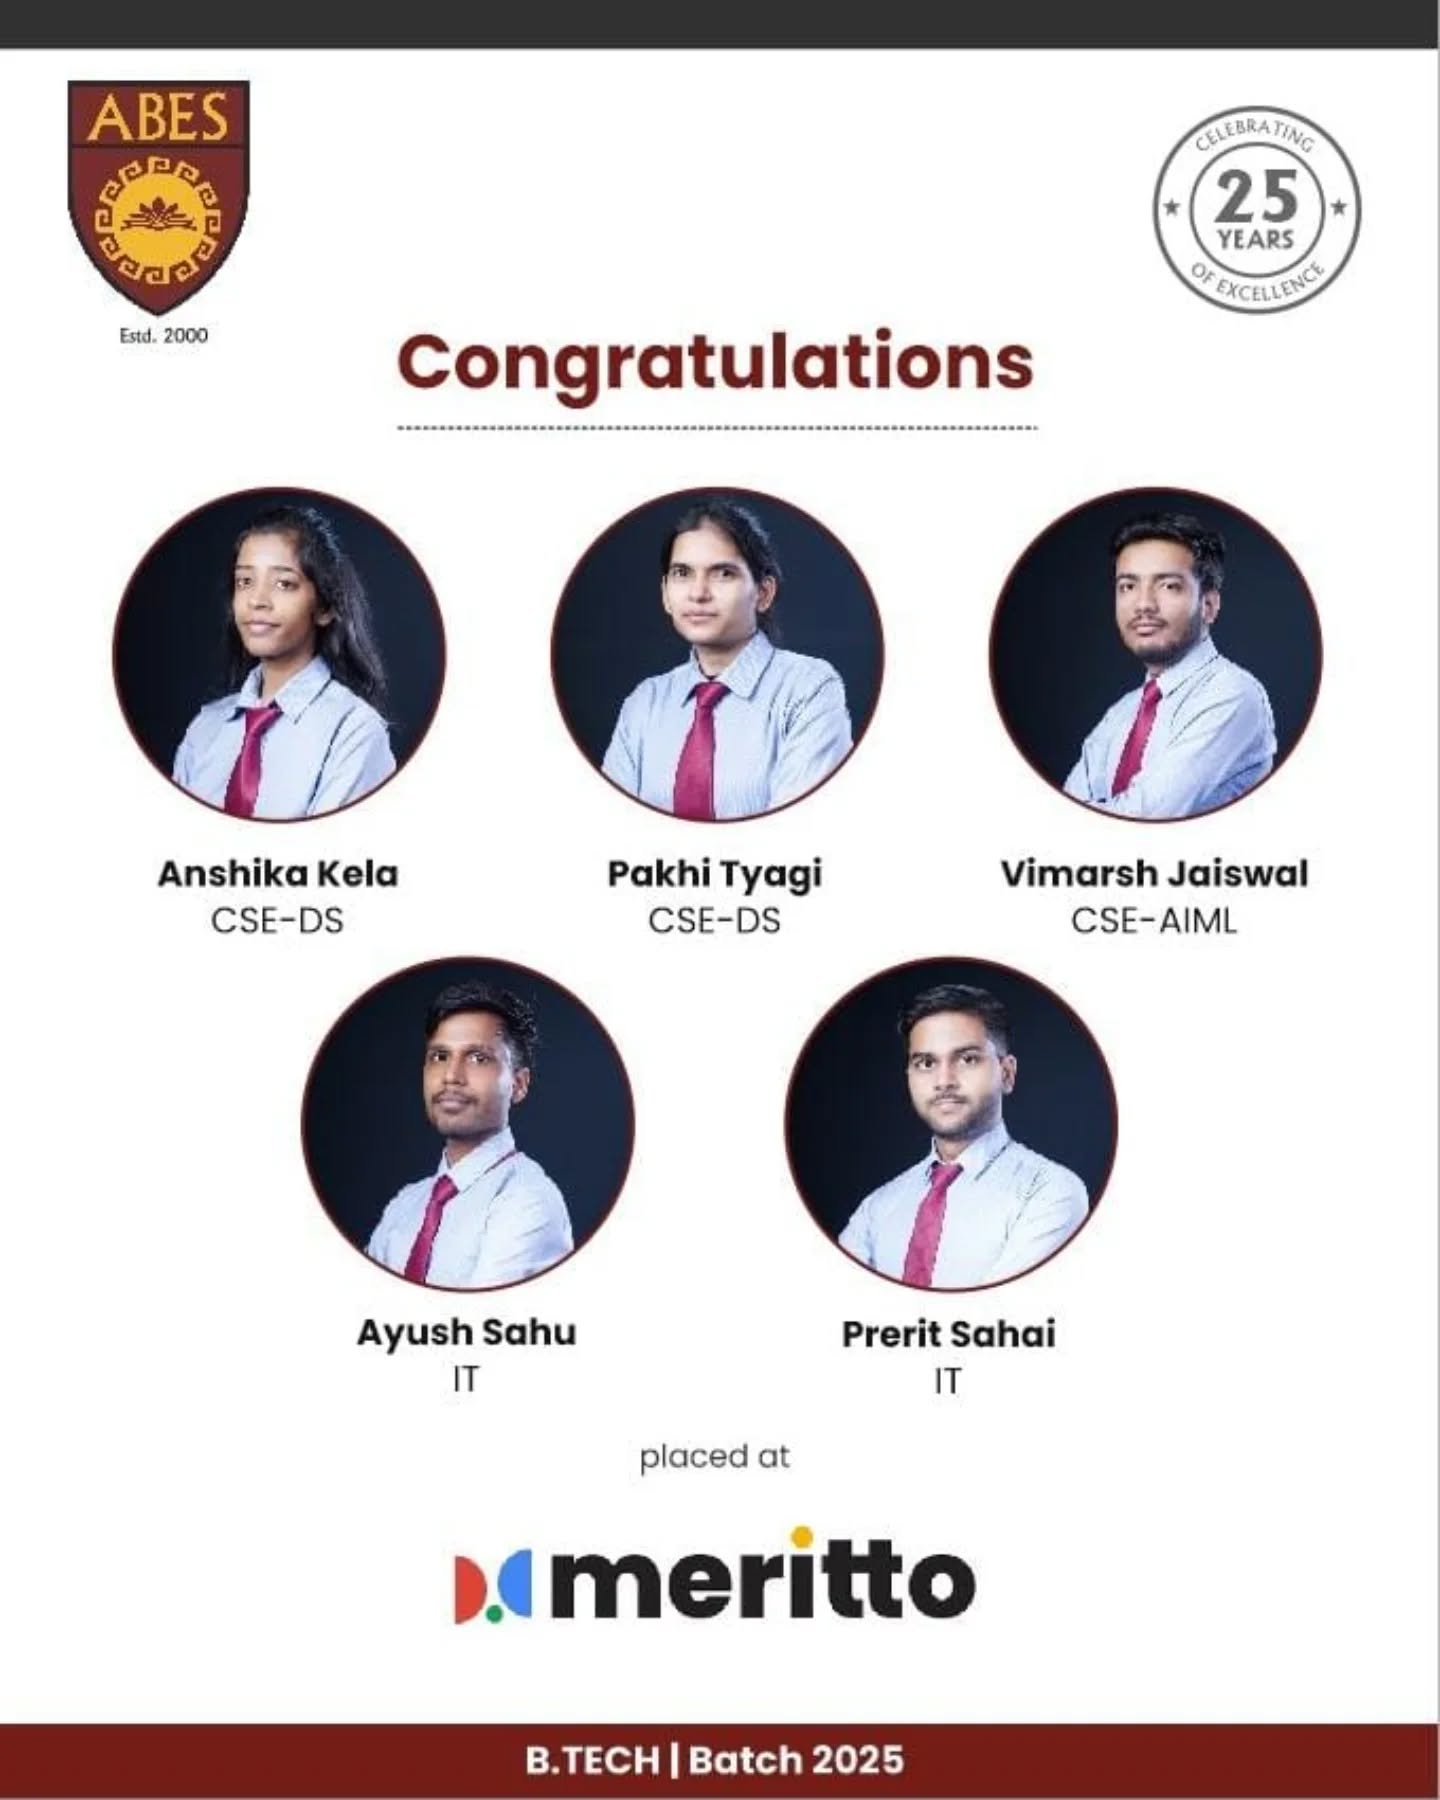 ABES
Estd. 2000
CELEBRATING
25
YEARS
OF EXCELLENCE
Congratulations
Anshika Kela
CSE-DS
Pakhi Tyagi
CSE-DS
Vimarsh Jaiswal
CSE-AIML
Ayush Sahu
IT
Prerit Sahai
IT
placed at
meritto
B.TECH | Batch 2025